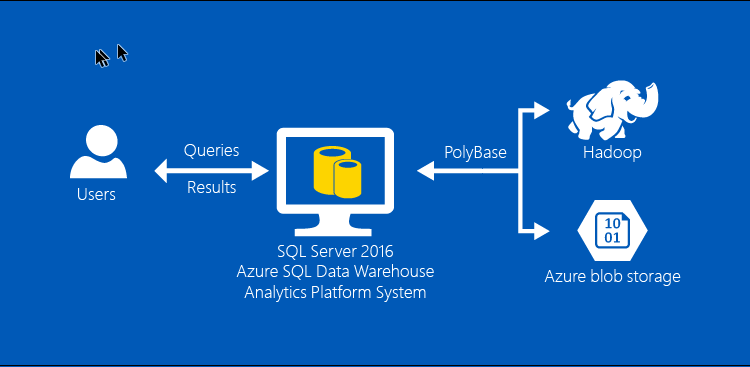 Queries
Results
Users
SQL Server 2016
Azure SQL Data Warehouse
Analytics Platform System
PolyBase
Hadoop
10
01
Azure blob storage